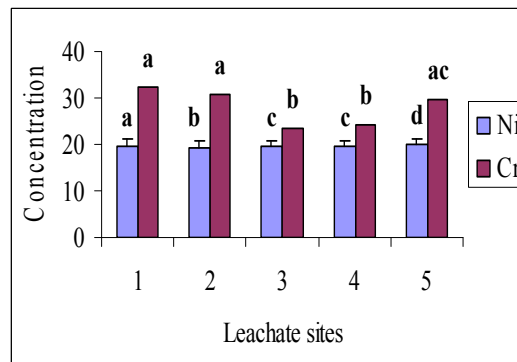 40
30
20
10
0
Concentration
a a
b a
c b
c b
d ac
1 2 3 4 5
Leachate sites
Ni
Cr